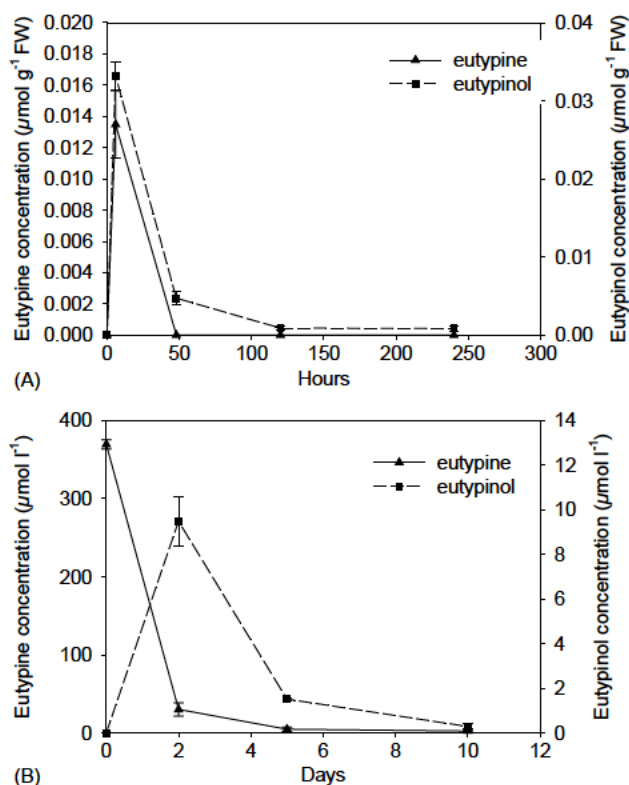 0.020
0.018
0.016
0.014
0.012
0.010
0.008
0.006
0.004
0.002
0.000
Eutypine concentration (µmol g⁻¹ FW)
0.04
0.03
0.02
0.01
0.00
Eutypinol concentration (µmol g⁻¹ FW)
eutypine
eutypinol
0 50 100 150 200 250 300
(A)
Hours
400
300
200
100
0
Eutypine concentration (µmol l⁻¹)
14
12
10
8
6
4
2
0
Eutypinol concentration (µmol l⁻¹)
eutypine
eutypinol
0 2 4 6 8 10 12
(B)
Days